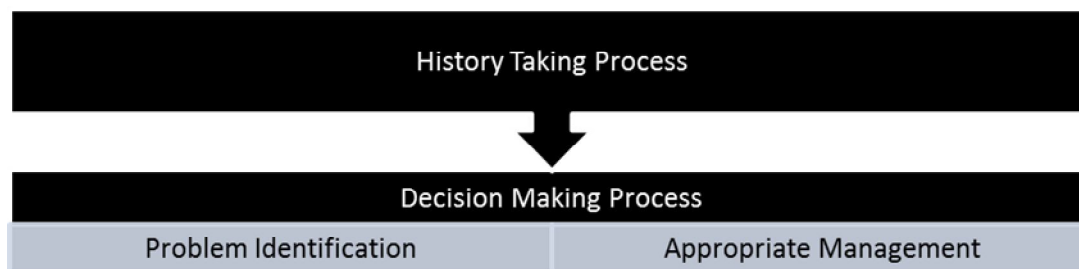 History Taking Process
Decision Making Process
Problem Identification
Appropriate Management